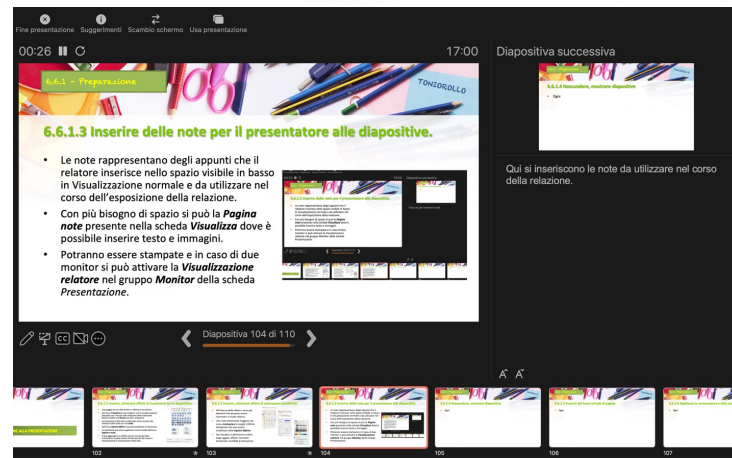 Fine presentazione Suggerimenti Scambio schermo Usa presentazione
00:26
17:00
6.6.1 – Preparazione
TONIOROLLO
6.6.1.3 Inserire delle note per il presentatore alle diapositive.
• Le note rappresentano degli appunti che il
relatore inserisce nello spazio visibile in basso
in Visualizzazione normale e da utilizzare nel
corso dell'esposizione della relazione.
• Con più bisogno di spazio si può la Pagina
note presente nella scheda Visualizza dove è
possibile inserire testo e immagini.
• Potranno essere stampate e in caso di due
monitor si può attivare la Visualizzazione
relatore nel gruppo Monitor della scheda
Presentazione.
CC
Diapositiva 104 di 110
Diapositiva successiva
6.6.1.4 Nascondere, mostrare diapositive
• Ogni
Qui si inseriscono le note da utilizzare nel corso
della relazione.
A A
102
103
104
105
106
107